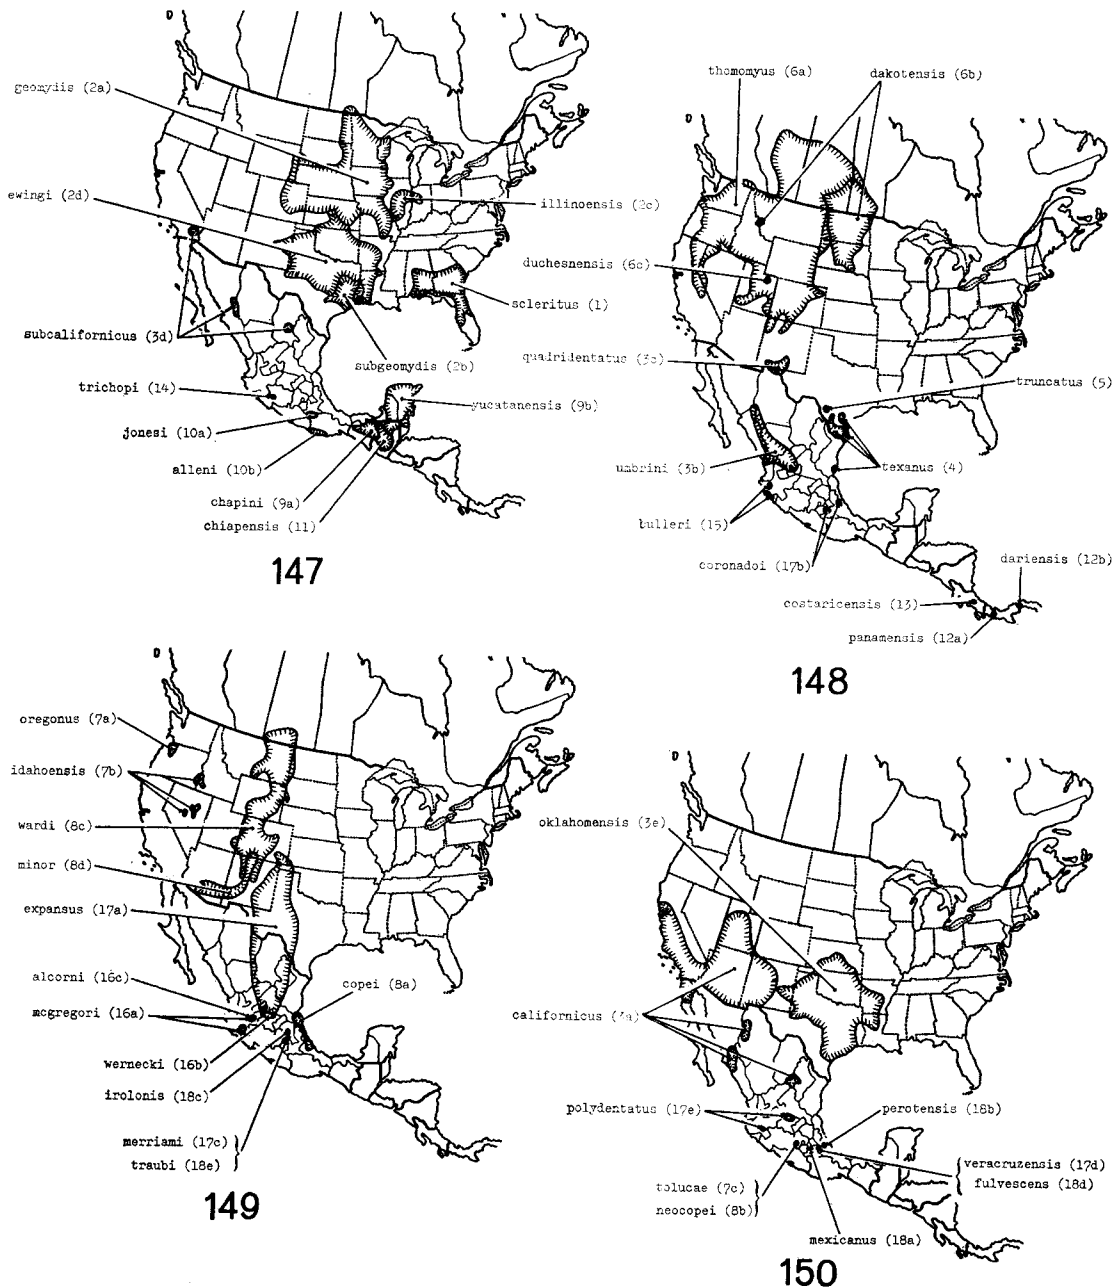 geomydis (2a)
ewingi (2d)
illinoensis (2c)
scleritus (1)
subcalifornicus (3d)
subgeomydis (2b)
trichopi (14)
yucatanensis (9b)
jonesi (10a)
alleni (10b)
chapini (9a)
chiapensis (11)
147
thomomyus (6a)
dakotensis (6b)
duchesnensis (6c)
quadridentatus (3c)
truncatus (5)
umbrini (3b)
texanus (4)
bulleri (15)
coronadoi (17b)
dariensis (12b)
costaricensis (13)
panamensis (12a)
148
oregonus (7a)
idahoensis (7b)
wardi (8c)
minor (8d)
expansus (17a)
alcorni (16c)
copei (8a)
mcgregori (16a)
wernecki (16b)
irolonis (18c)
merriami (17c)
traubi (18e)
149
oklahomensis (3e)
californicus (3a)
polydentatus (17e)
perotensis (18b)
veracruzensis (17d)
fulvescens (18d)
tolucae (7c)
neocopei (8b)
mexicanus (18a)
150